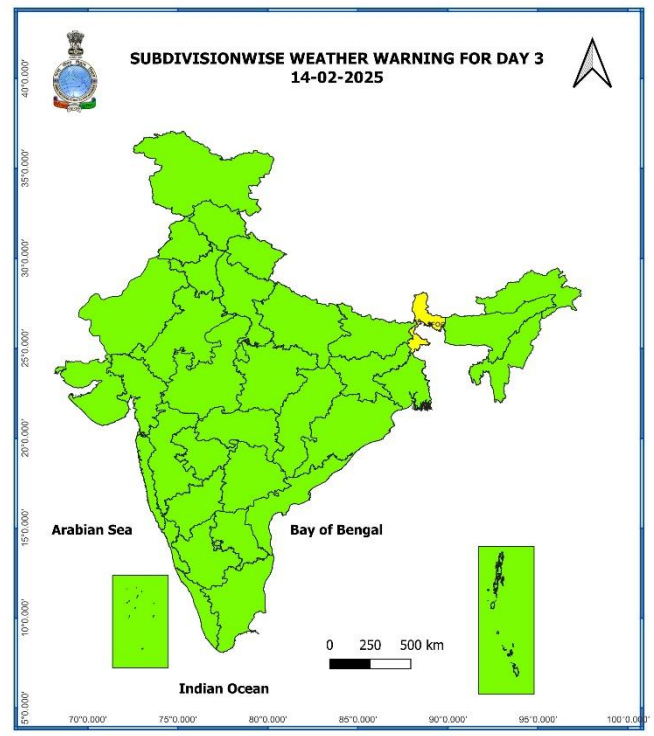 SUBDIVISIONWISE WEATHER WARNING FOR DAY 3
14-02-2025
40°0.000'
35°0.000'
30°0.000'
25°0.000'
20°0.000'
15°0.000'
10°0.000'
5°0.000'
Arabian Sea
Bay of Bengal
0 250 500 km
Indian Ocean
70°0.000' 75°0.000' 80°0.000' 85°0.000' 90°0.000' 95°0.000' 100°0.000'